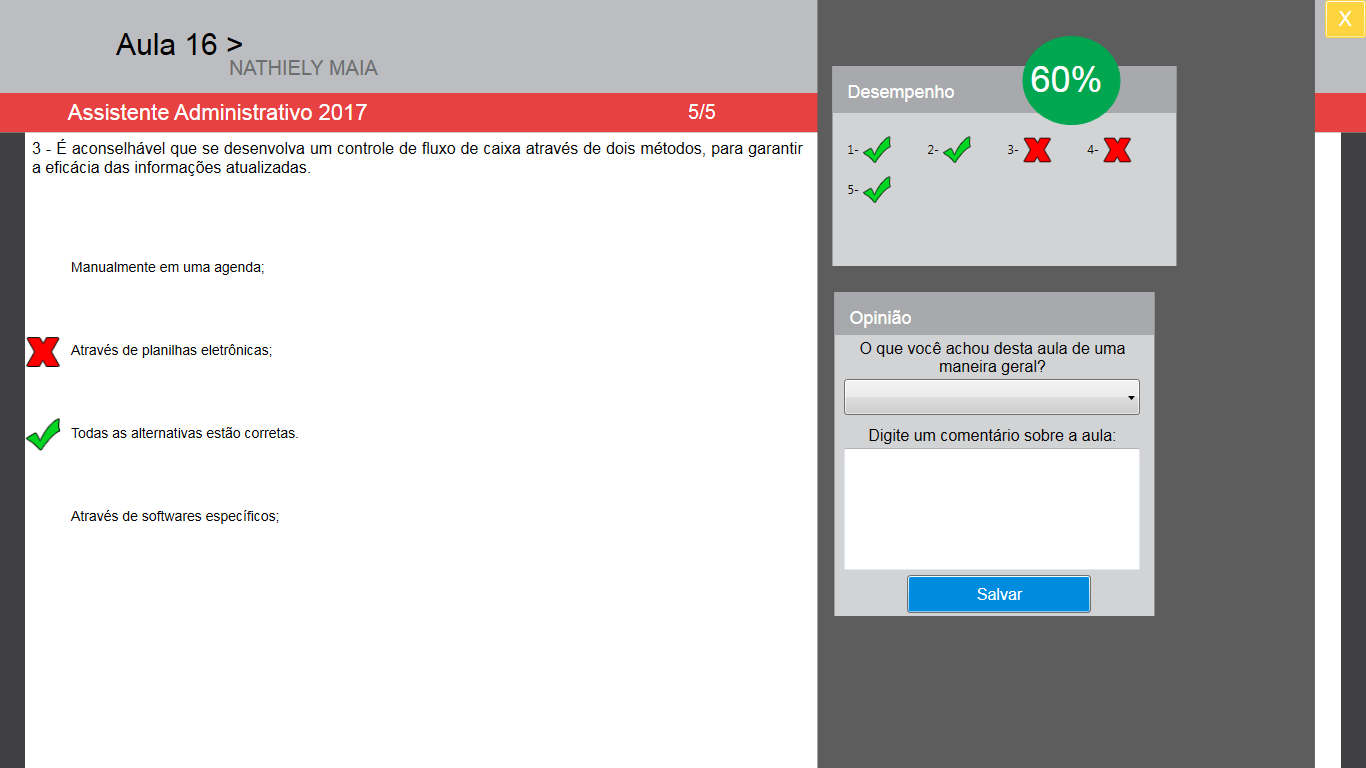 Aula 16 >
NATHIELY MAIA
Assistente Administrativo 2017
5/5
3 - É aconselhável que se desenvolva um controle de fluxo de caixa através de dois métodos, para garantir
a eficácia das informações atualizadas.
Manualmente em uma agenda;
Através de planilhas eletrônicas;
Todas as alternativas estão corretas.
Através de softwares específicos;
X
Desempenho
60%
1-
2-
3-
4-
5-
Opinião
O que você achou desta aula de uma
maneira geral?
Digite um comentário sobre a aula:
Salvar